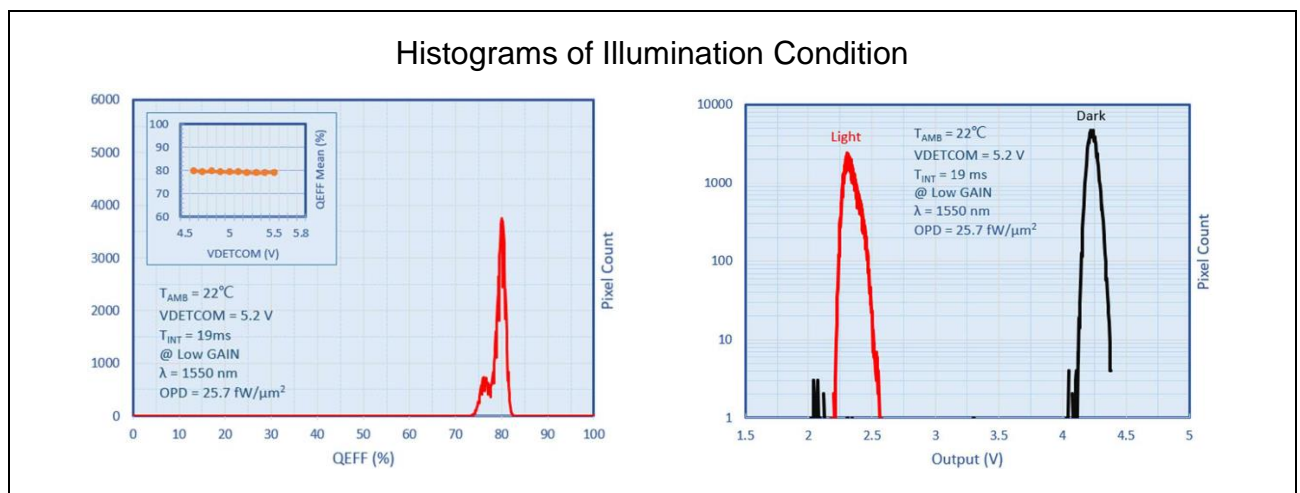 Histograms of Illumination Condition
6000
5000
4000
3000
2000
1000
0
0 10 20 30 40 50 60 70 80 90 100
QEFF (%)
Pixel Count
100
90
80
70
60
4.5 5 5.5 5.8
VDETCOM (V)
QEFF Mean (%)
T_AMB = 22℃
VDETCOM = 5.2 V
T_INT = 19ms
@ Low GAIN
λ = 1550 nm
OPD = 25.7 fW/μm²
10000
1000
100
10
1
1.5 2 2.5 3 3.5 4 4.5 5
Output (V)
Pixel Count
Light
Dark
T_AMB = 22℃
VDETCOM = 5.2 V
T_INT = 19 ms
@ Low GAIN
λ = 1550 nm
OPD = 25.7 fW/μm²